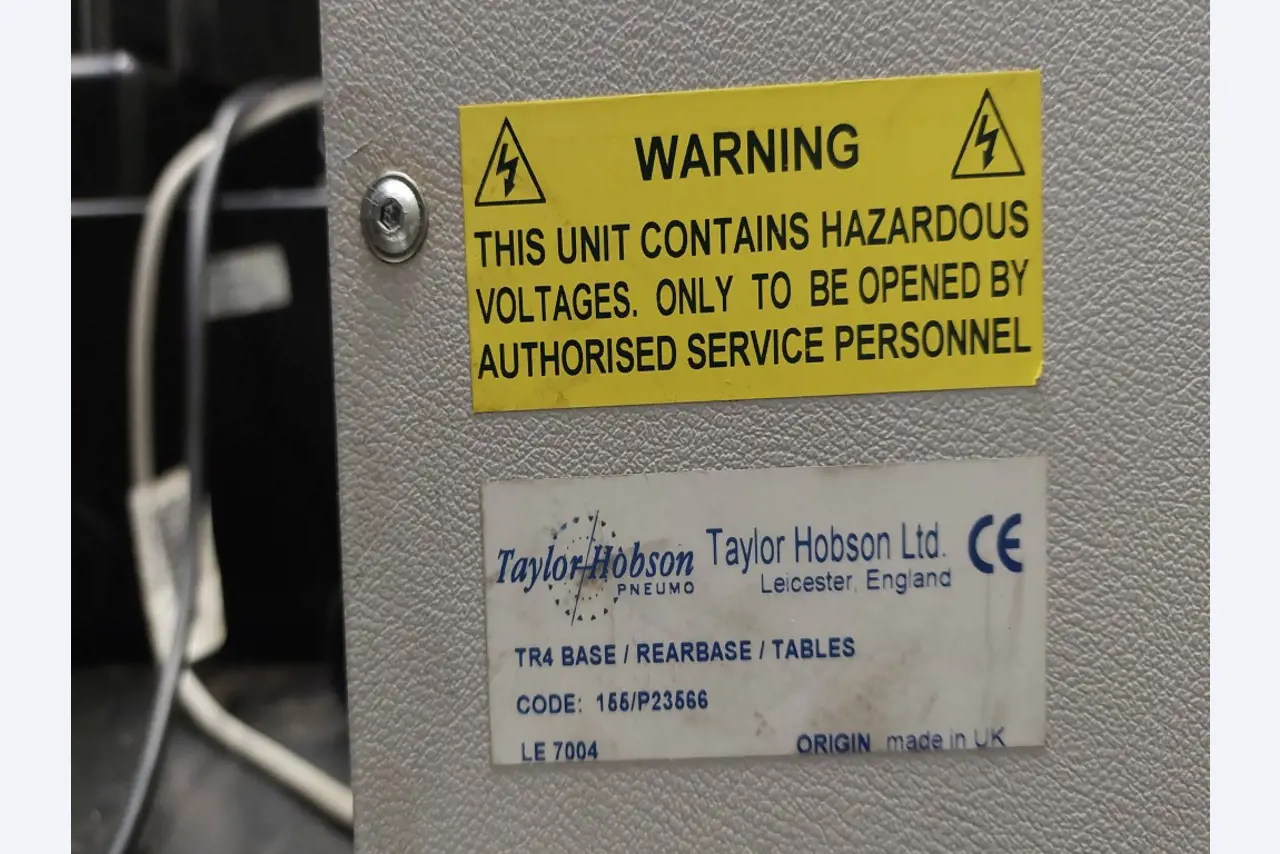 WARNING
THIS UNIT CONTAINS HAZARDOUS
VOLTAGES. ONLY TO BE OPENED BY
AUTHORISED SERVICE PERSONNEL
Taylor-Hobson
PNEUMO
Taylor Hobson Ltd.
Leicester, England
CE
TR4 BASE / REARBASE / TABLES
CODE: 155/P23566
LE 7004
ORIGIN made in UK